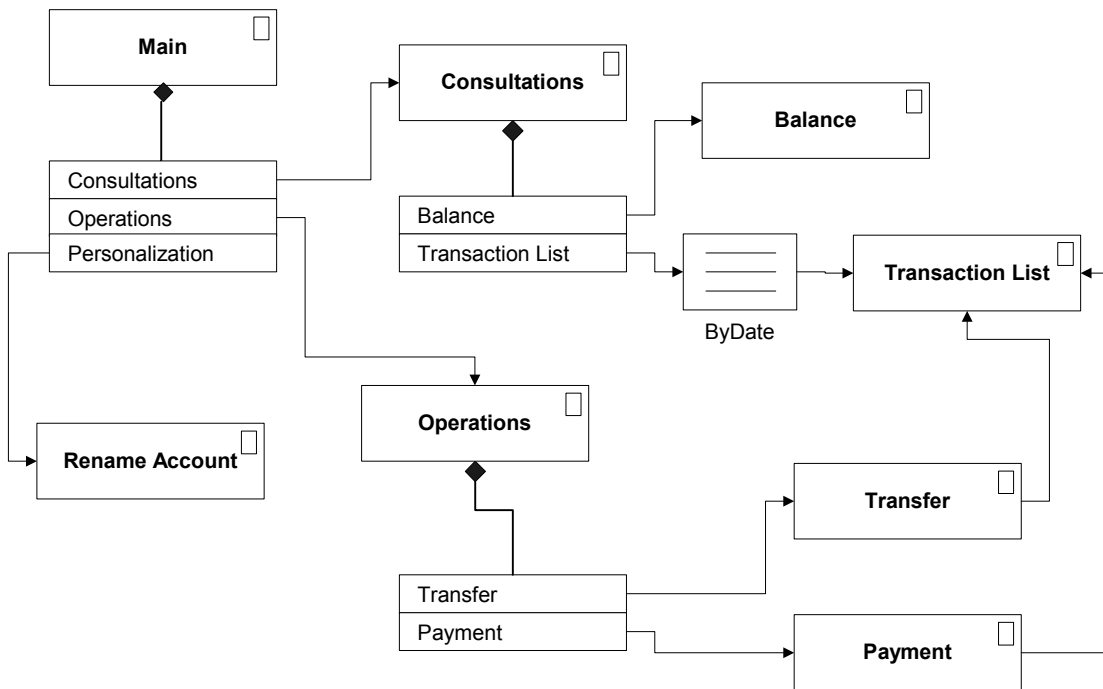 Main
Consultations
Balance
Consultations
Operations
Personalization
Balance
Transaction List
ByDate
Transaction List
Operations
Rename Account
Transfer
Transfer
Payment
Payment